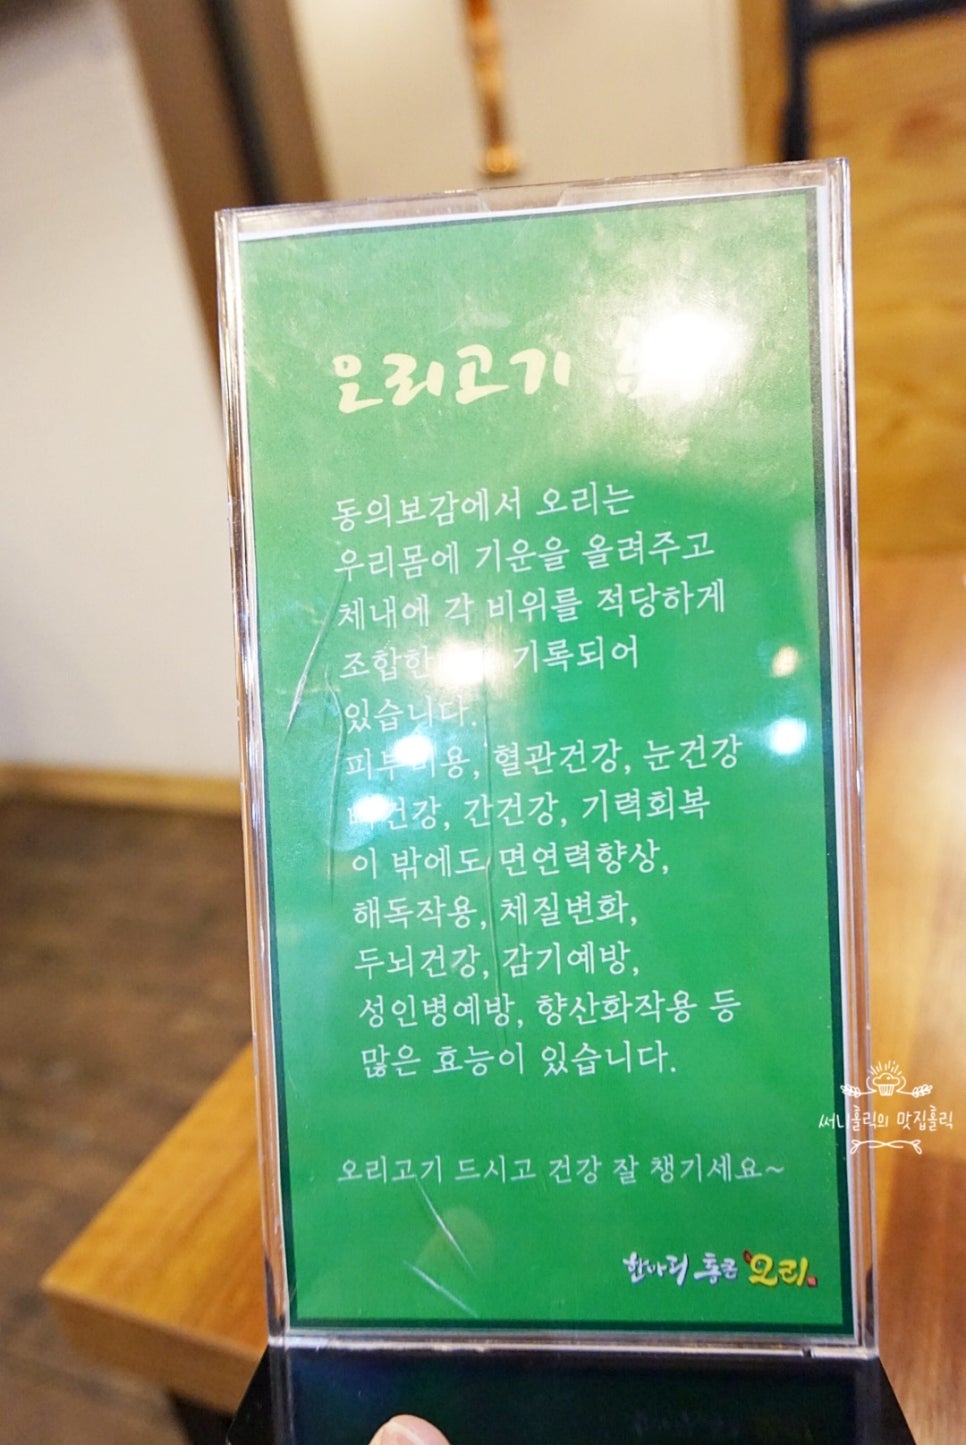 오리고기
동의보감에서 오리는
우리몸에 기운을 올려주고
체내에 각 비위를 적당하게
조합한 기록되어
있습니다.
피부미용, 혈관건강, 눈건강
뼈건강, 간건강, 기력회복
이 밖에도 면연력향상,
해독작용, 체질변화,
두뇌건강, 감기예방,
성인병예방, 향산화작용 등
많은 효능이 있습니다.
오리고기 드시고 건강 잘 챙기세요~
한마리 통큰 오리
써니홀릭의 맛집홀릭